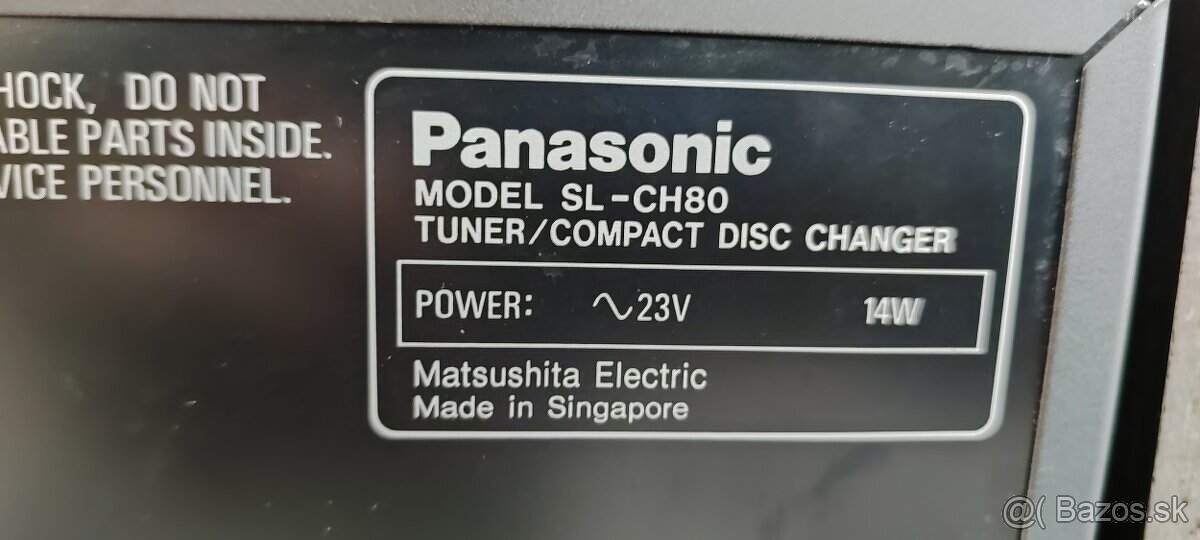 HOCK, DO NOT
ABLE PARTS INSIDE.
VICE PERSONNEL.
Panasonic
MODEL SL-CH80
TUNER/COMPACT DISC CHANGER
POWER: ∿23V 14W
Matsushita Electric
Made in Singapore
@( Bazos.sk